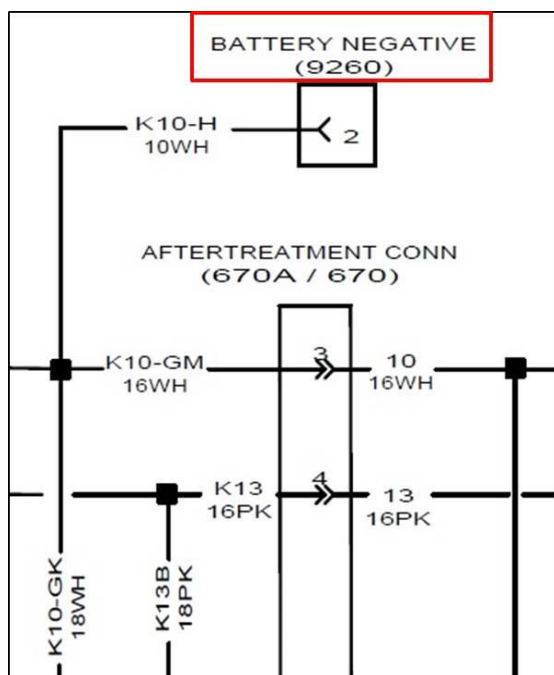 BATTERY NEGATIVE
(9260)
K10-H
10WH
2
AFTERTREATMENT CONN
(670A / 670)
K10-GM
16WH
3
10
16WH
K13
16PK
4
13
16PK
K10-GK
18WH
K13B
18PK